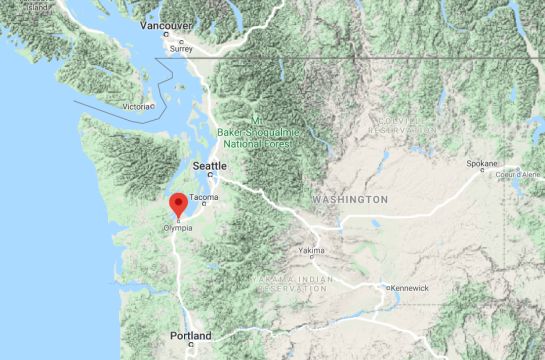 Island
Vancouver
Surrey
Victoria
Mt
Baker-Snoqualmie
National Forest
COLVILLE
RESERVATION
Seattle
Spokane
Coeur d'Alene
Tacoma
WASHINGTON
Olympia
Yakima
YAKAMA INDIAN
RESERVATION
Kennewick
Portland